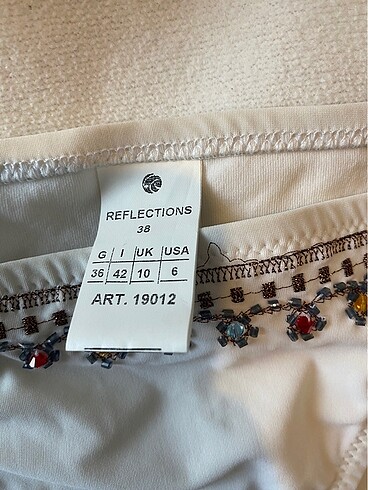 REFLECTIONS
38
G I UK USA
36 42 10 6
ART. 19012